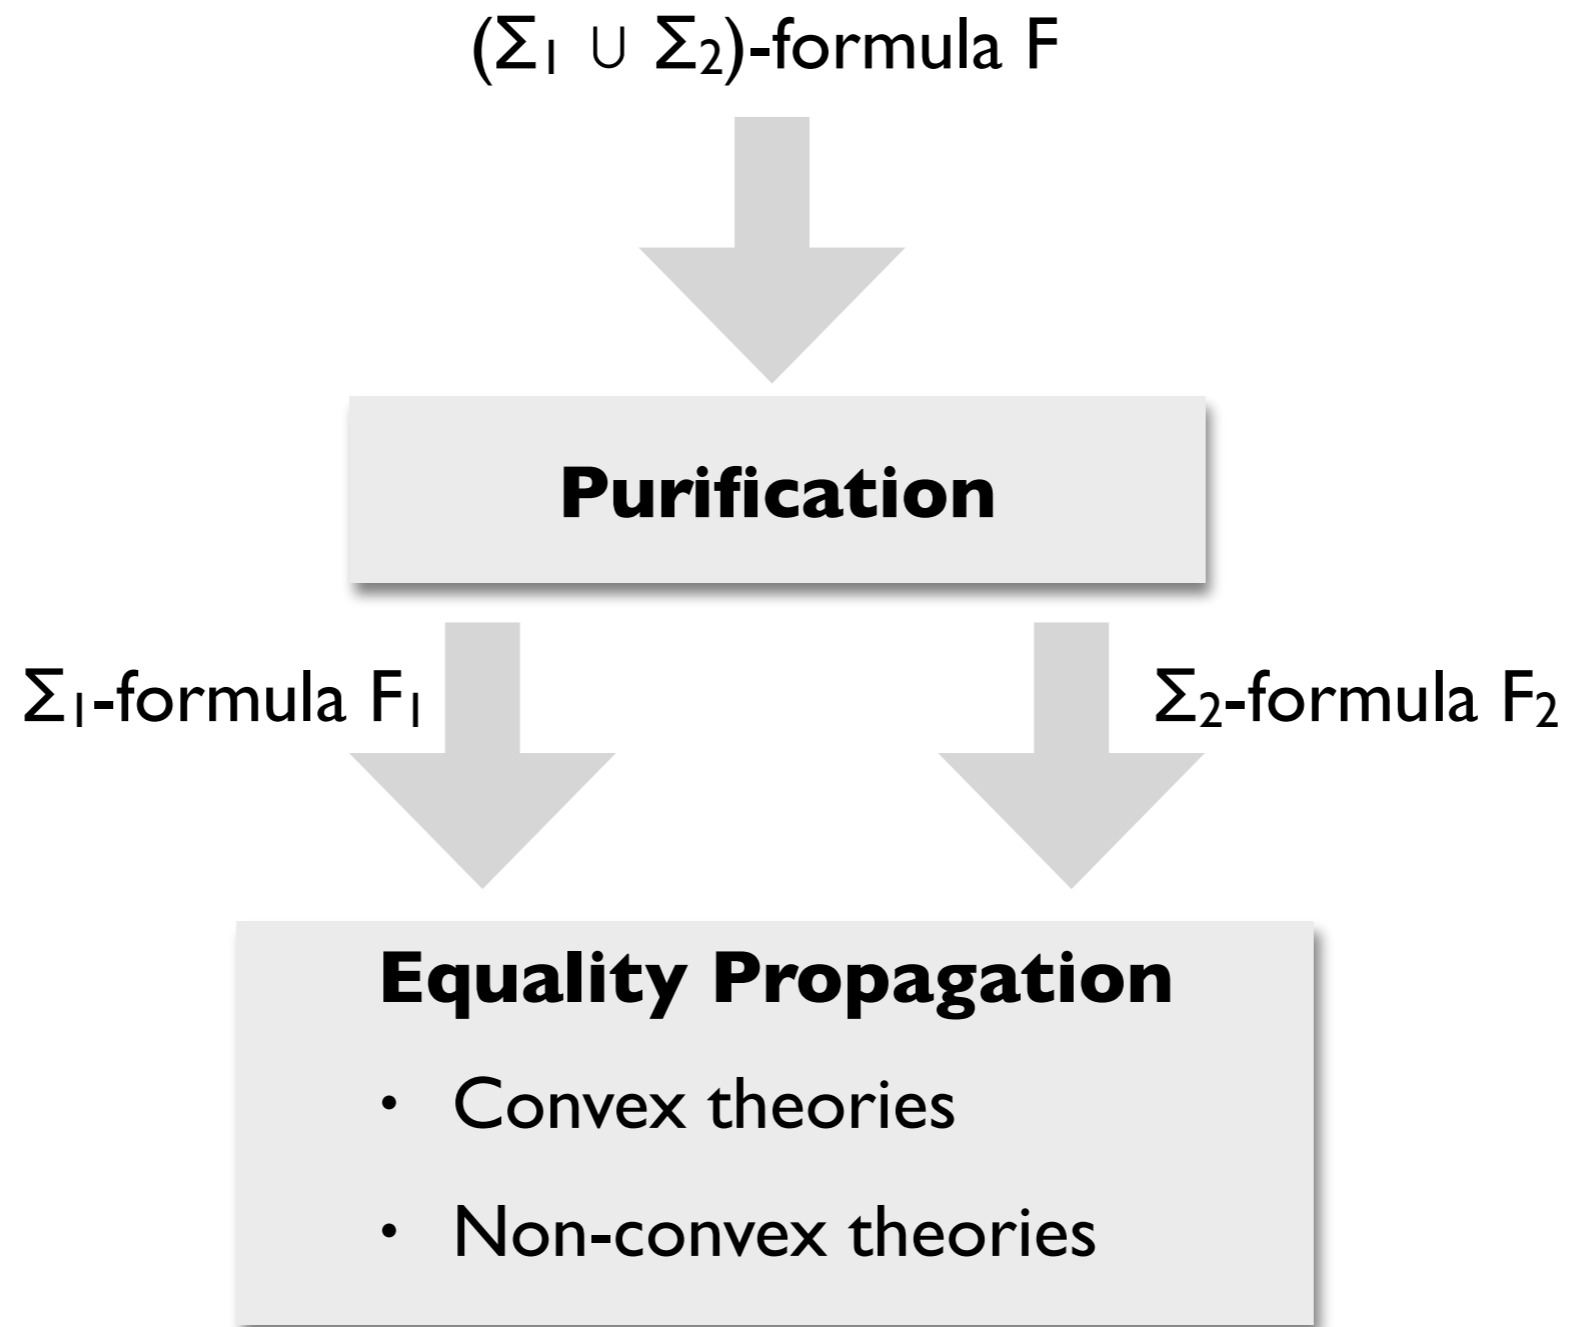 (Σ₁ ∪ Σ₂)-formula F
Purification
Σ₁-formula F₁
Σ₂-formula F₂
Equality Propagation
• Convex theories
• Non-convex theories